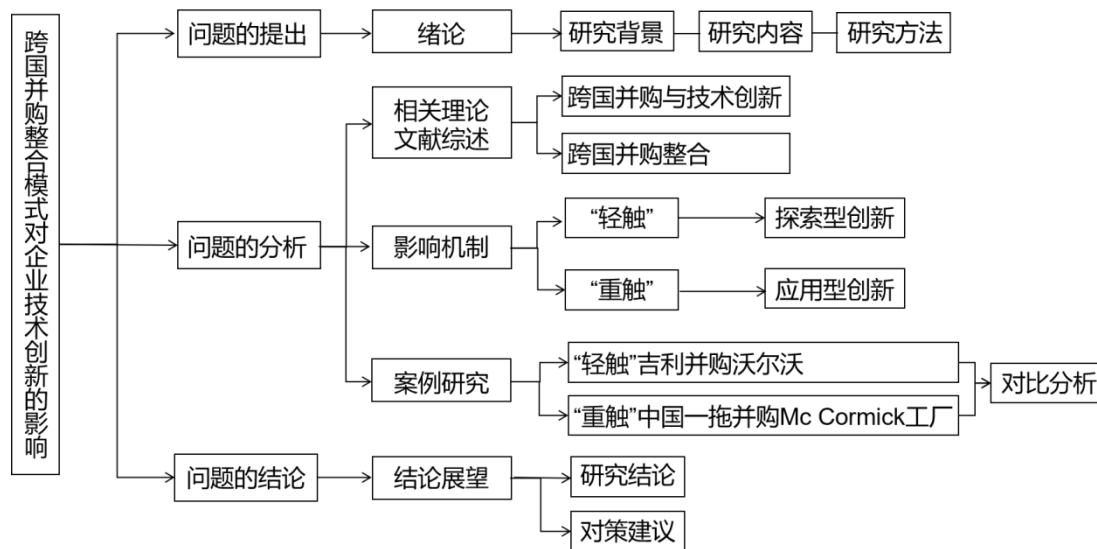 跨国并购整合模式对企业技术创新的影响
问题的提出
绪论
研究背景
研究内容
研究方法
问题的分析
相关理论
文献综述
跨国并购与技术创新
跨国并购整合
影响机制
“轻触”
探索型创新
“重触”
应用型创新
案例研究
“轻触”吉利并购沃尔沃
“重触”中国一拖并购Mc Cormick工厂
对比分析
问题的结论
结论展望
研究结论
对策建议